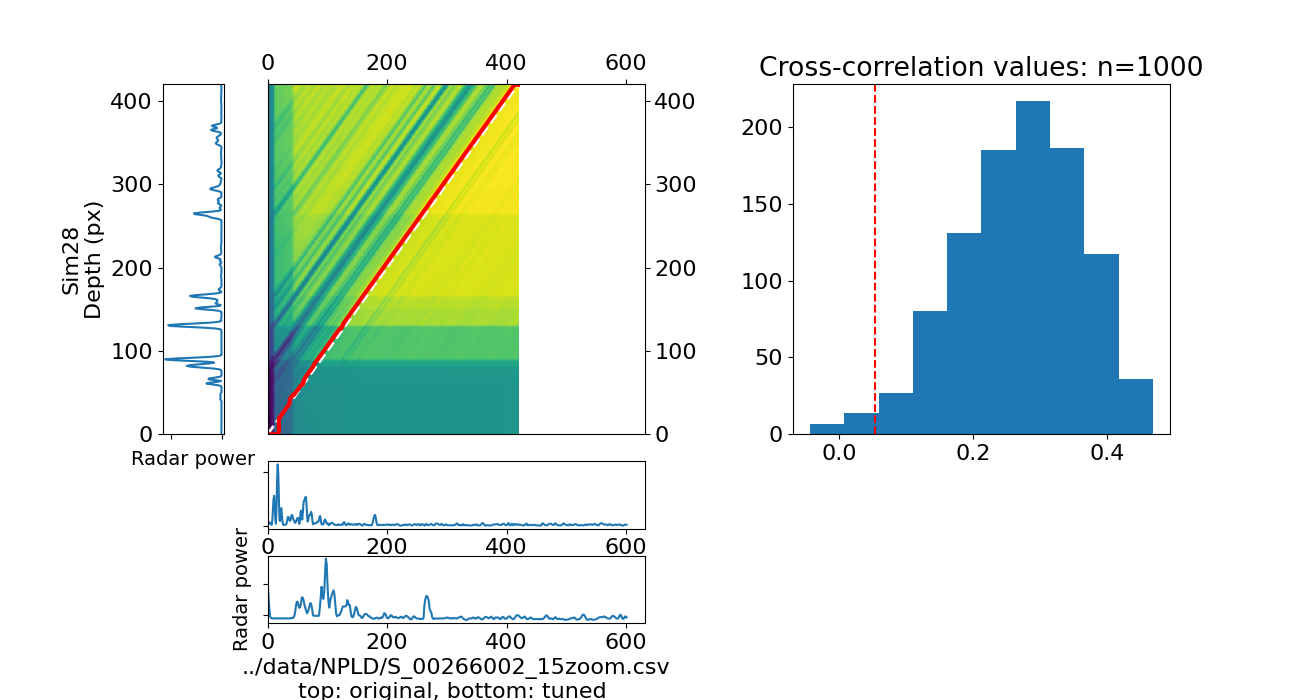 0 200 400 600
Cross-correlation values: n=1000
400
300
200
100
0
Sim28
Depth (px)
Radar power
400
300
200
100
0
200
150
100
50
0
0.0 0.2 0.4
0 200 400 600
Radar power
0 200 400 600
../data/NPLD/S_00266002_15zoom.csv
top: original, bottom: tuned